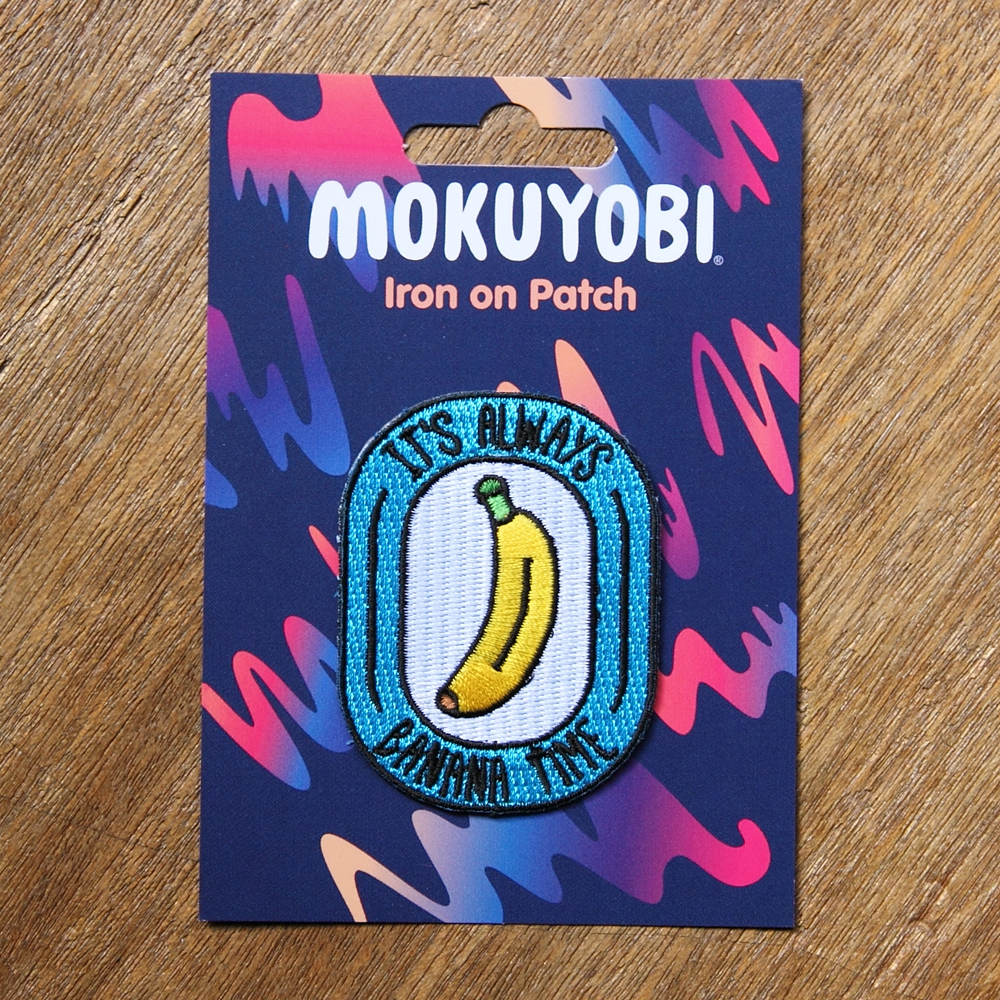 MOKUYOBI®
Iron on Patch
IT'S ALWAYS
BANANA TIME